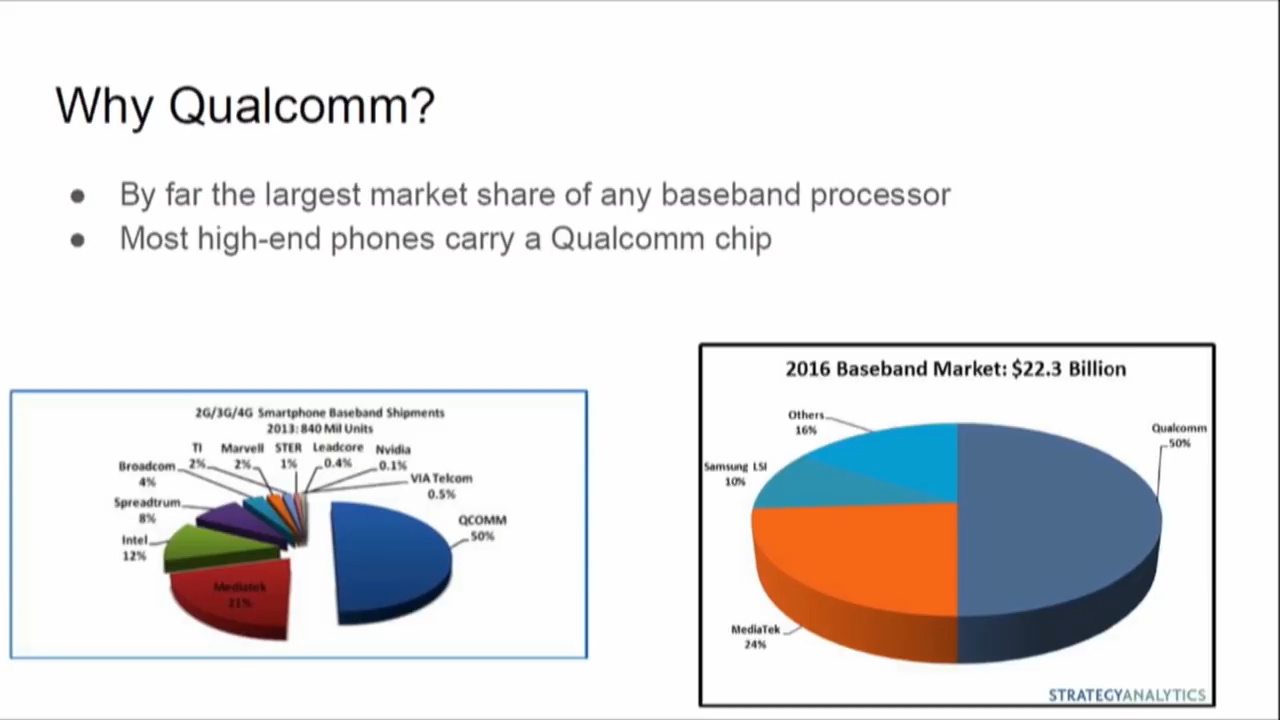 Why Qualcomm?
● By far the largest market share of any baseband processor
● Most high-end phones carry a Qualcomm chip
2G/3G/4G Smartphone Baseband Shipments
2013: 840 Mil Units
TI
2%
Marvell
2%
STER
1%
Leadcore
0.4%
Nvidia
0.1%
VIA Telcom
0.5%
Broadcom
4%
Spreadtrum
8%
Intel
12%
Mediatek
21%
QCOMM
50%
2016 Baseband Market: $22.3 Billion
Others
16%
Qualcomm
50%
Samsung LSI
10%
MediaTek
24%
STRATEGYANALYTICS